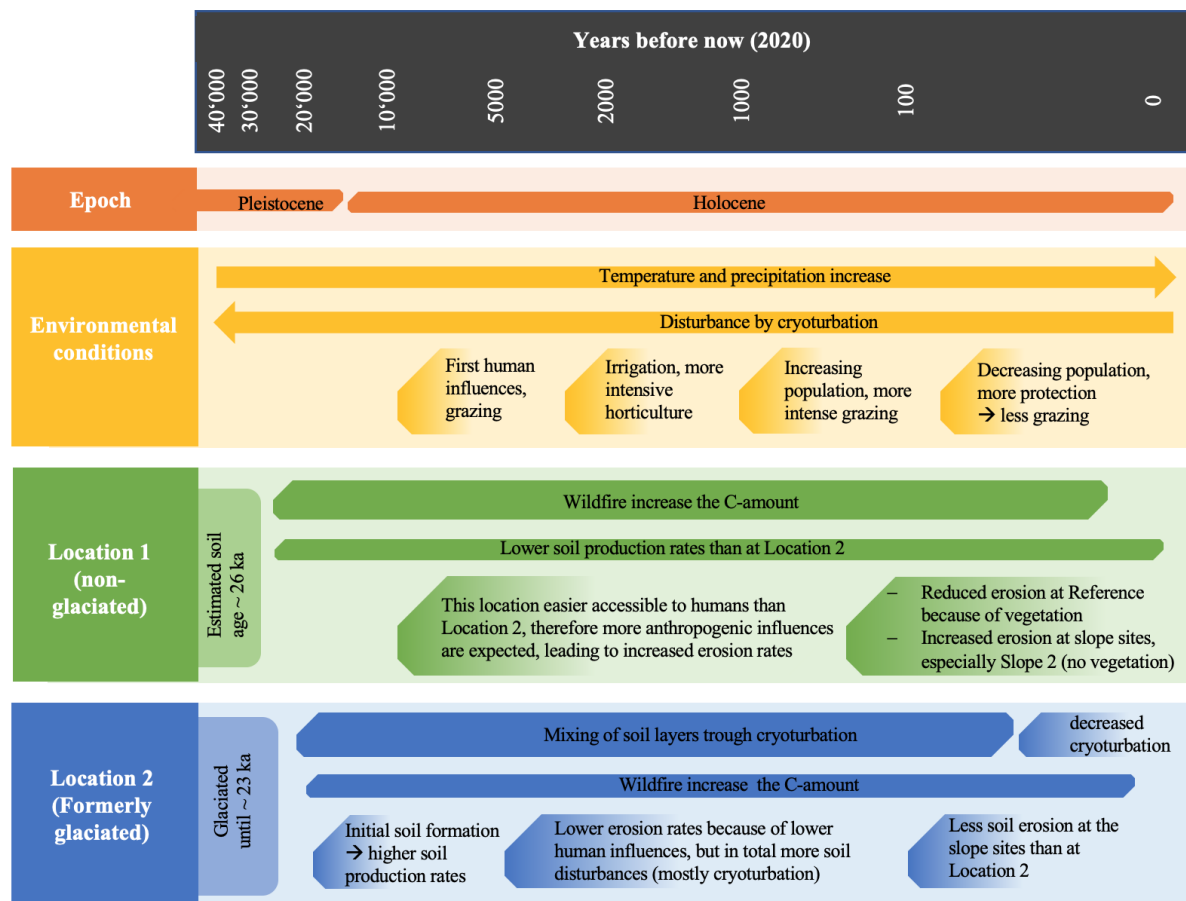 Years before now (2020)
40'000
30'000
20'000
10'000
5000
2000
1000
100
0
Epoch
Pleistocene
Holocene
Environmental
conditions
Temperature and precipitation increase
Disturbance by cryoturbation
First human
influences,
grazing
Irrigation, more
intensive
horticulture
Increasing
population, more
intense grazing
Decreasing population,
more protection
→ less grazing
Location 1
(non-
glaciated)
Estimated soil
age ~ 26 ka
Wildfire increase the C-amount
Lower soil production rates than at Location 2
This location easier accessible to humans than
Location 2, therefore more anthropogenic influences
are expected, leading to increased erosion rates
– Reduced erosion at Reference
because of vegetation
– Increased erosion at slope sites,
especially Slope 2 (no vegetation)
Location 2
(Formerly
glaciated)
Glaciated
until ~ 23 ka
Mixing of soil layers trough cryoturbation
decreased
cryoturbation
Wildfire increase the C-amount
Initial soil formation
→ higher soil
production rates
Lower erosion rates because of lower
human influences, but in total more soil
disturbances (mostly cryoturbation)
Less soil erosion at the
slope sites than at
Location 2